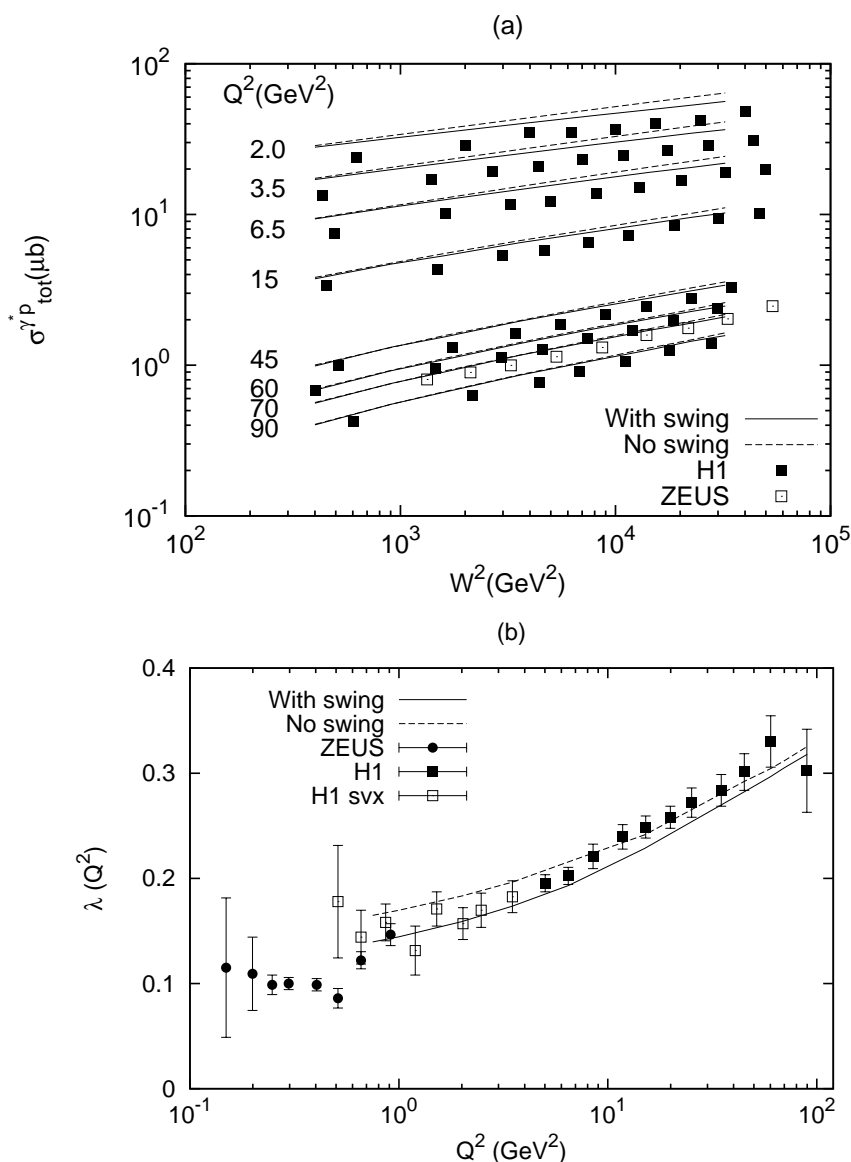 (a)
10^2
Q^2(GeV^2)
2.0
3.5
6.5
10^1
15
σ^{γ* p}_{tot}(μb)
45
10^0
60
70
90
With swing
No swing
H1
ZEUS
10^-1
10^2 10^3 10^4 10^5
W^2(GeV^2)
(b)
0.4
With swing
No swing
ZEUS
0.3
H1
H1 svx
λ (Q^2)
0.2
0.1
0
10^-1 10^0 10^1 10^2
Q^2 (GeV^2)